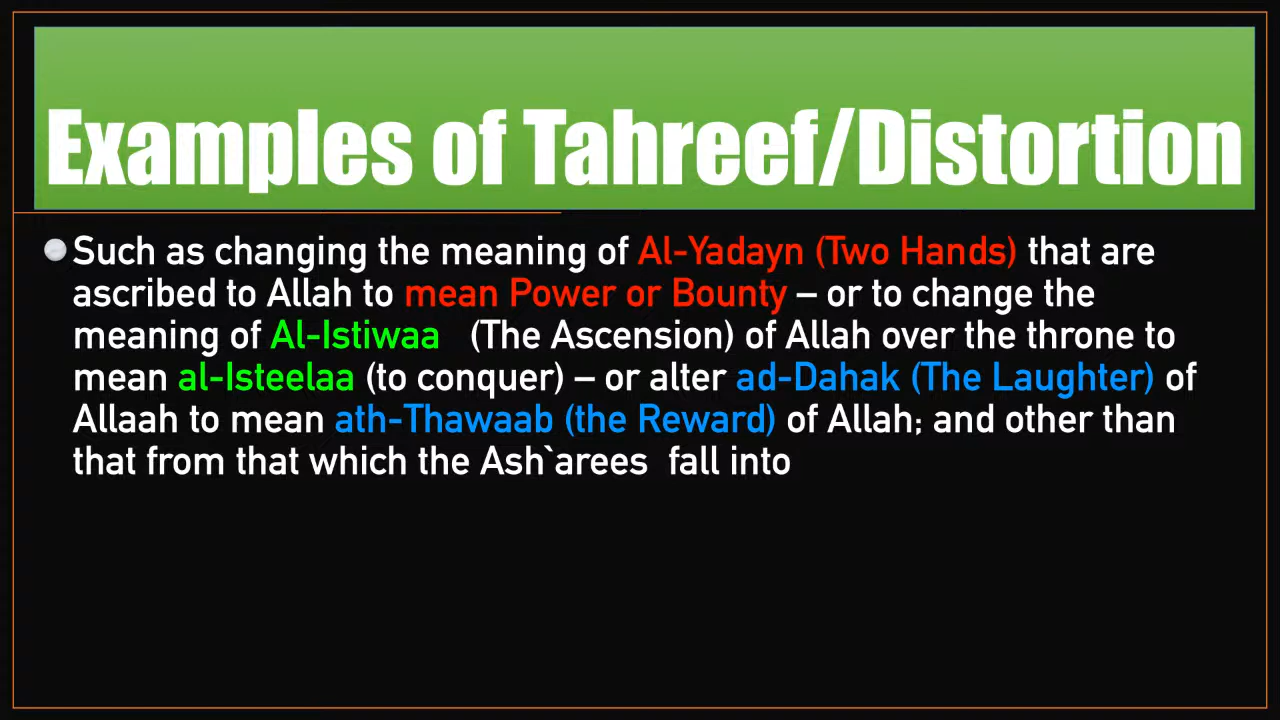 Examples of Tahreef/Distortion
Such as changing the meaning of Al-Yadayn (Two Hands) that are
ascribed to Allah to mean Power or Bounty – or to change the
meaning of Al-Istiwaa (The Ascension) of Allah over the throne to
mean al-Isteelaa (to conquer) – or alter ad-Dahak (The Laughter) of
Allaah to mean ath-Thawaab (the Reward) of Allah; and other than
that from that which the Ash`arees fall into